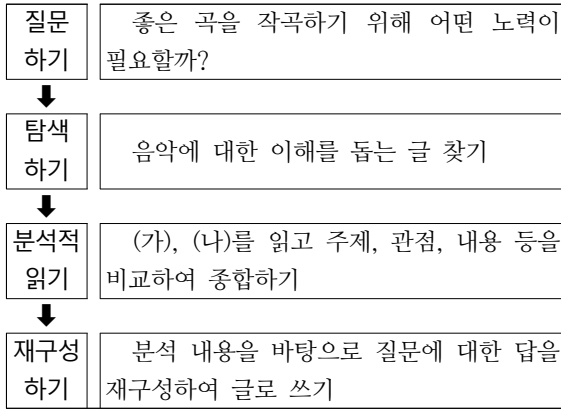 질문
하기
좋은 곡을 작곡하기 위해 어떤 노력이
필요할까?
탐색
하기
음악에 대한 이해를 돕는 글 찾기
분석적
읽기
(가), (나)를 읽고 주제, 관점, 내용 등을
비교하여 종합하기
재구성
하기
분석 내용을 바탕으로 질문에 대한 답을
재구성하여 글로 쓰기